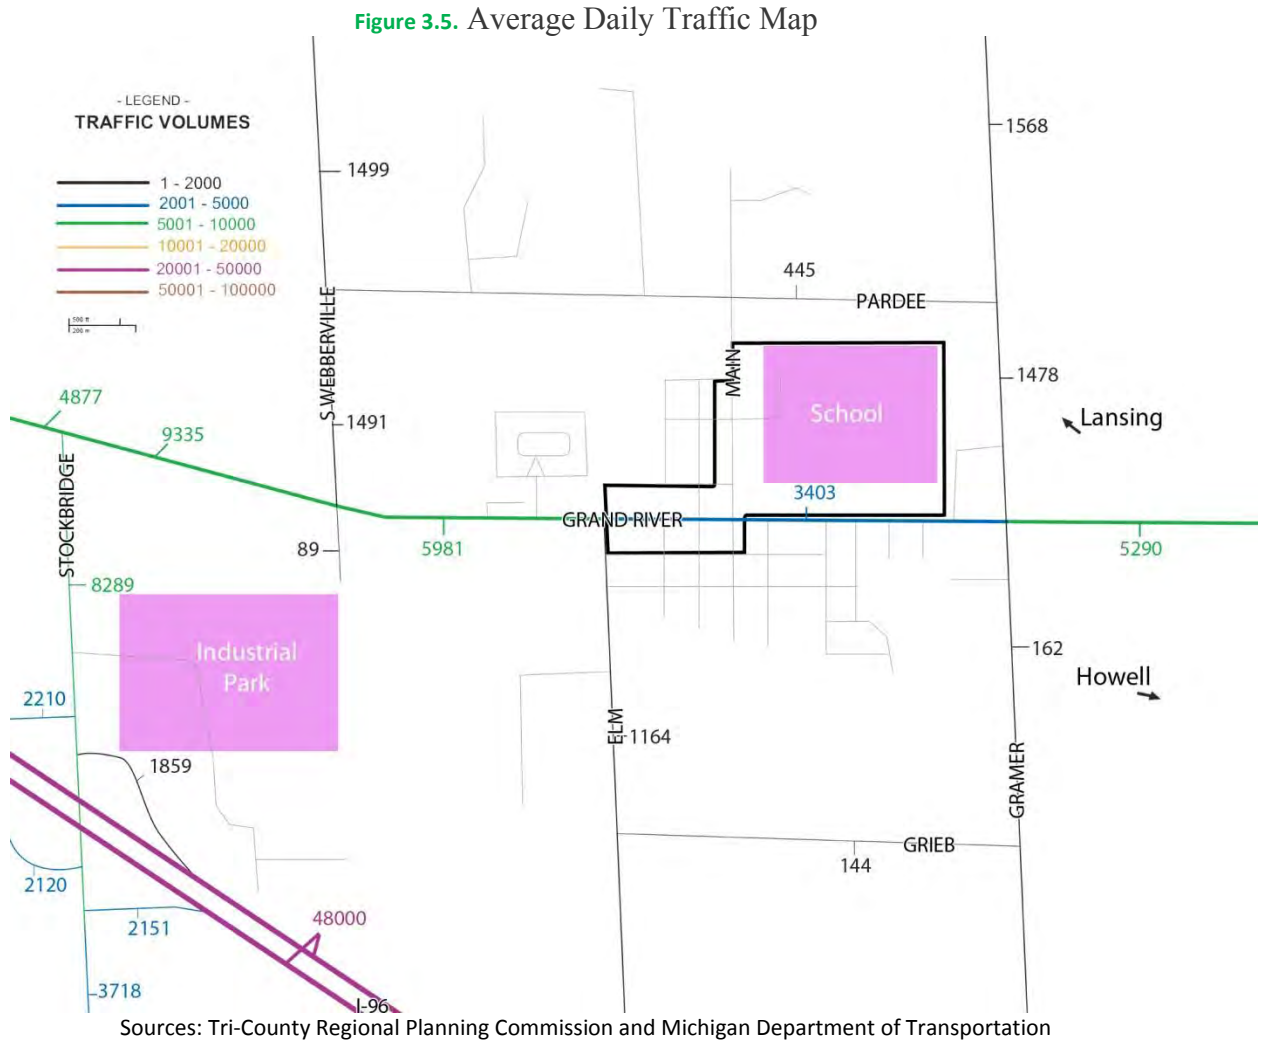 Figure 3.5. Average Daily Traffic Map
- LEGEND -
TRAFFIC VOLUMES
1 - 2000
2001 - 5000
5001 - 10000
10001 - 20000
20001 - 50000
50001 - 100000
500 ft
200 m
1568
1499
445
PARDEE
S WEBBERVILLE
MAIN
1478
4877
School
Lansing
1491
9335
STOCKBRIDGE
3403
GRAND RIVER
89
5981
5290
8289
Industrial
Park
162
Howell
2210
ELM
1164
1859
GRAMER
GRIEB
144
2120
48000
2151
3718
I-96
Sources: Tri-County Regional Planning Commission and Michigan Department of Transportation